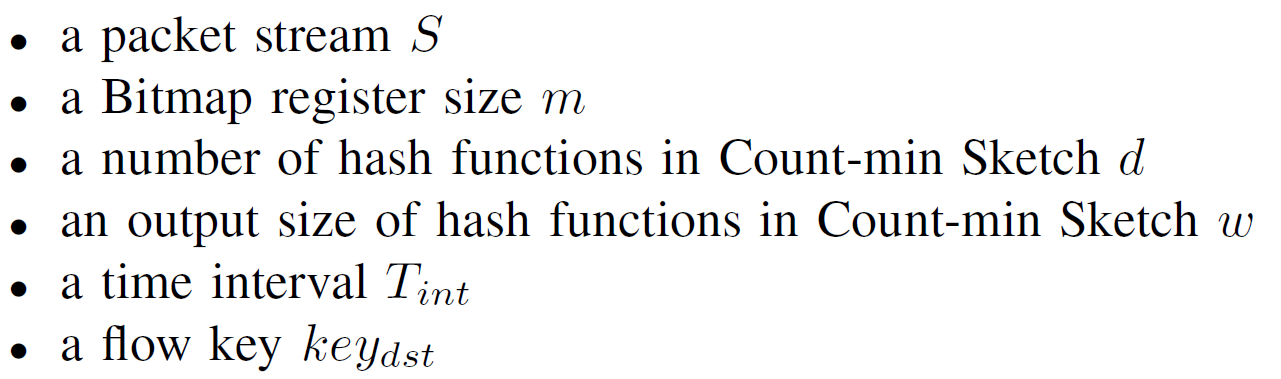 • a packet stream S
• a Bitmap register size m
• a number of hash functions in Count-min Sketch d
• an output size of hash functions in Count-min Sketch w
• a time interval T_{int}
• a flow key key_{dst}